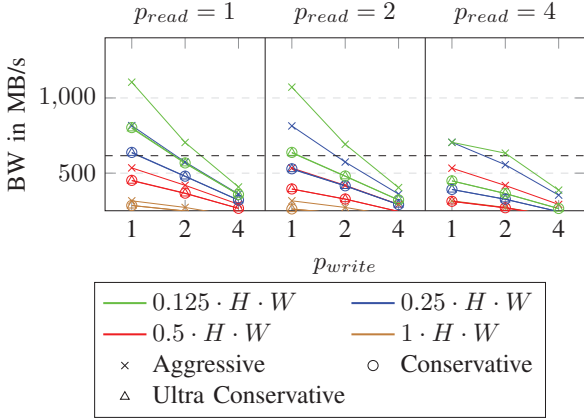 p_read = 1 p_read = 2 p_read = 4
BW in MB/s
1,000
500
1 2 4 1 2 4 1 2 4
p_write
0.125 · H · W 0.25 · H · W
0.5 · H · W 1 · H · W
Aggressive Conservative
Ultra Conservative